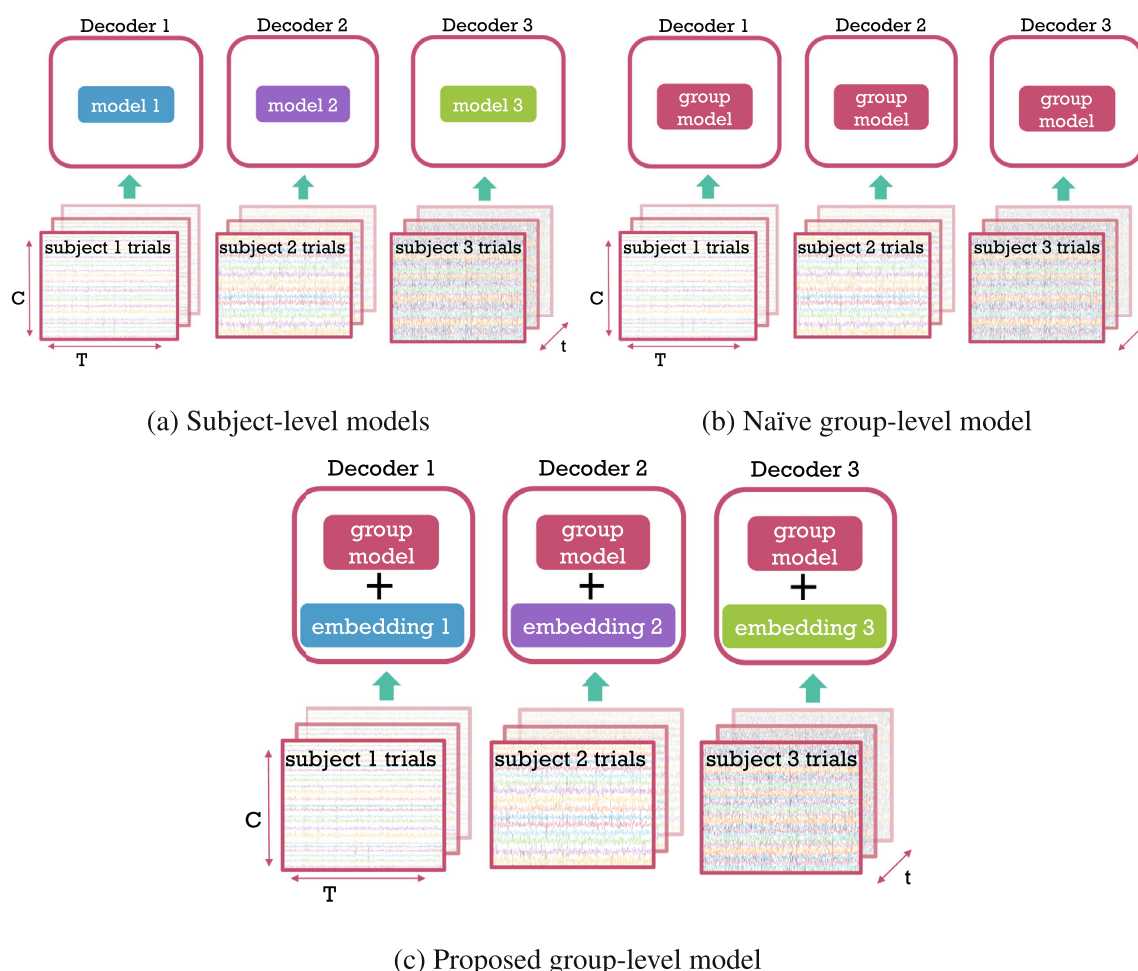 Decoder 1
Decoder 2
Decoder 3
model 1
model 2
model 3
subject 1 trials
subject 2 trials
subject 3 trials
C
T
t
(a) Subject-level models
Decoder 1
Decoder 2
Decoder 3
group
model
group
model
group
model
subject 1 trials
subject 2 trials
subject 3 trials
C
T
(b) Naïve group-level model
Decoder 1
Decoder 2
Decoder 3
group
model
+
embedding 1
group
model
+
embedding 2
group
model
+
embedding 3
subject 1 trials
subject 2 trials
subject 3 trials
C
T
t
(c) Proposed group-level model